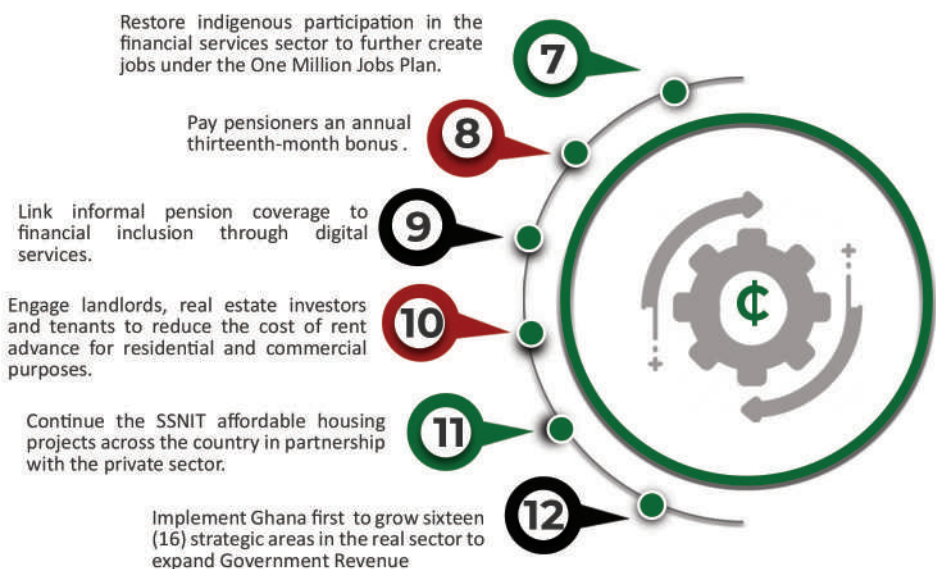 Restore indigenous participation in the
financial services sector to further create
jobs under the One Million Jobs Plan.
7
Pay pensioners an annual
thirteenth-month bonus .
8
Link informal pension coverage to
financial inclusion through digital
services.
9
Engage landlords, real estate investors
and tenants to reduce the cost of rent
advance for residential and commercial
purposes.
10
Continue the SSNIT affordable housing
projects across the country in partnership
with the private sector.
11
Implement Ghana first to grow sixteen
(16) strategic areas in the real sector to
expand Government Revenue
12
₵